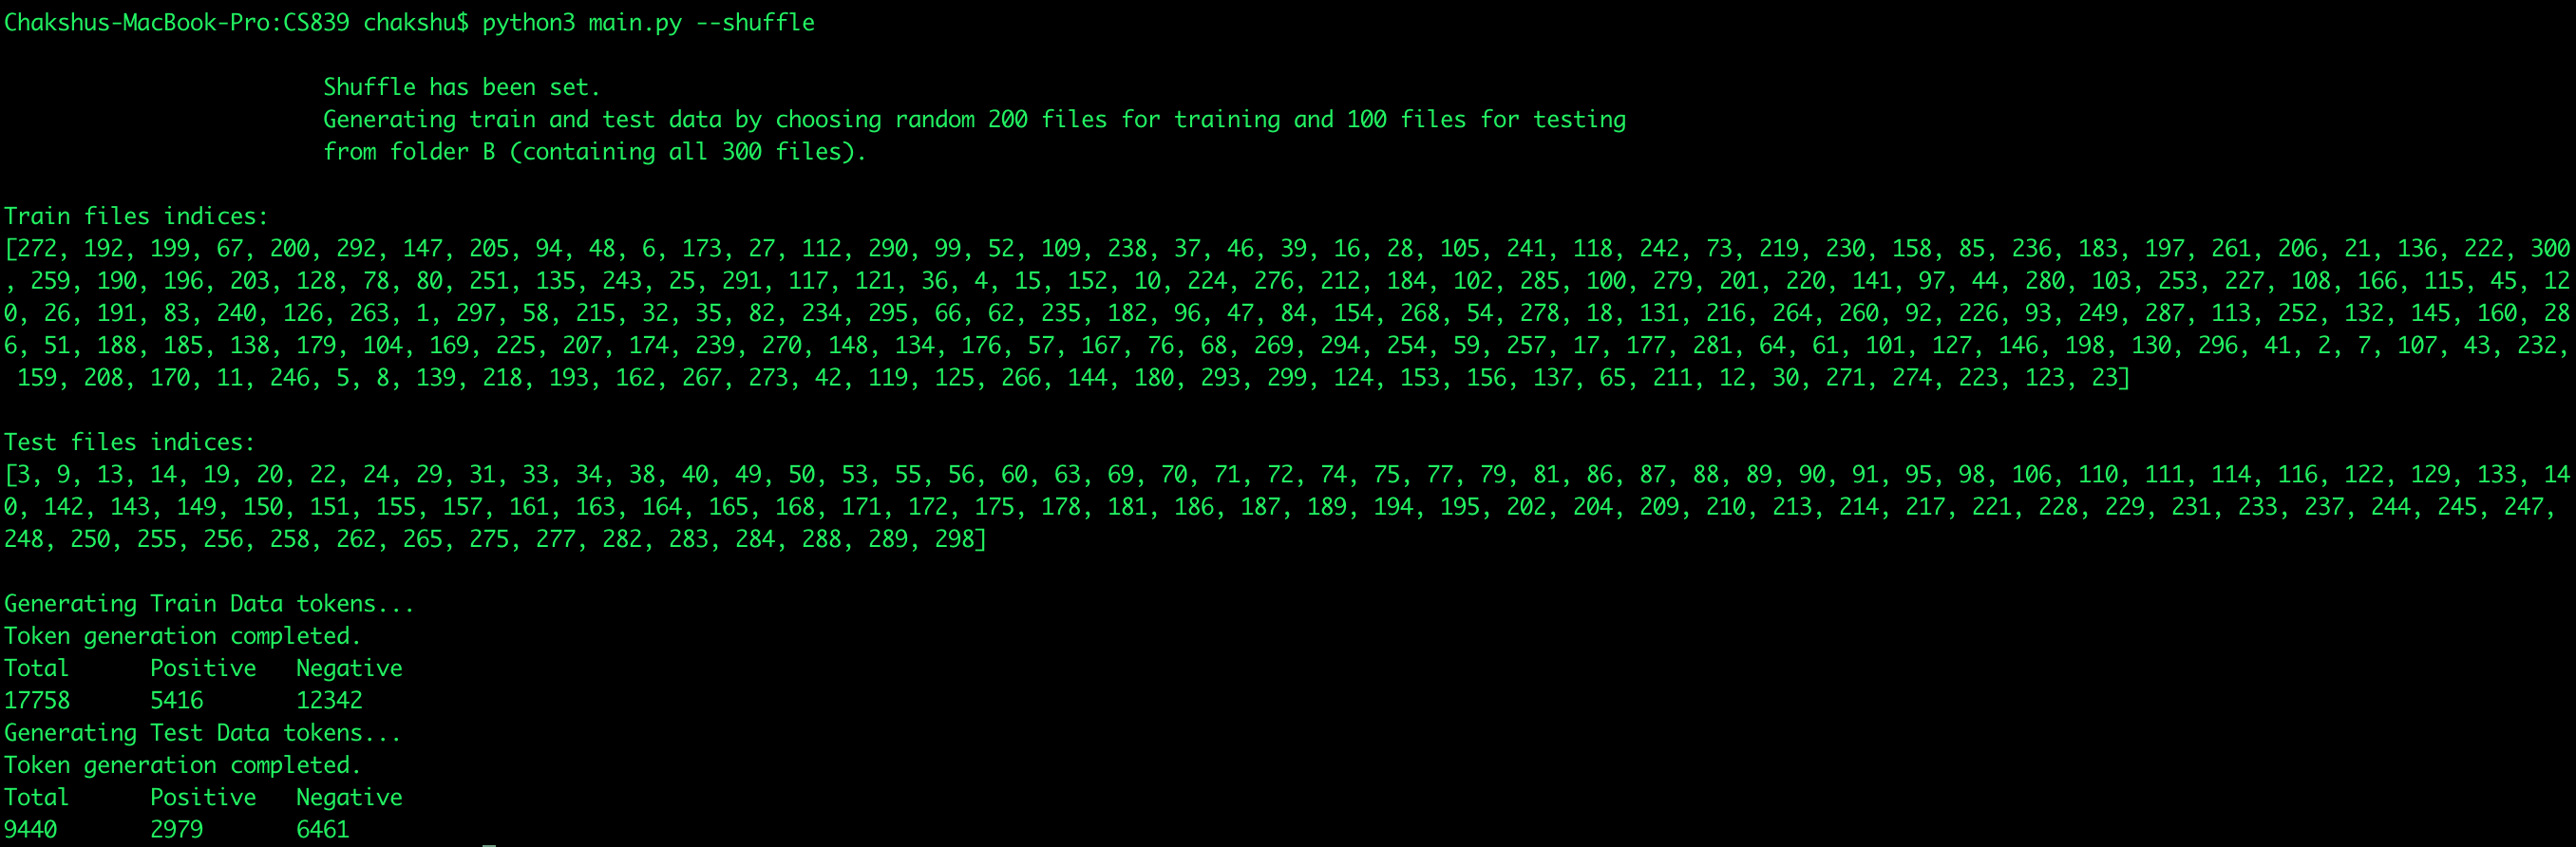 Chakshus-MacBook-Pro:CS839 chakshu$ python3 main.py --shuffle
Shuffle has been set.
Generating train and test data by choosing random 200 files for training and 100 files for testing
from folder B (containing all 300 files).
Train files indices:
[272, 192, 199, 67, 200, 292, 147, 205, 94, 48, 6, 173, 27, 112, 290, 99, 52, 109, 238, 37, 46, 39, 16, 28, 105, 241, 118, 242, 73, 219, 230, 158, 85, 236, 183, 197, 261, 206, 21, 136, 222, 300
, 259, 190, 196, 203, 128, 78, 80, 251, 135, 243, 25, 291, 117, 121, 36, 4, 15, 152, 10, 224, 276, 212, 184, 102, 285, 100, 279, 201, 220, 141, 97, 44, 280, 103, 253, 227, 108, 166, 115, 45, 12
0, 26, 191, 83, 240, 126, 263, 1, 297, 58, 215, 32, 35, 82, 234, 295, 66, 62, 235, 182, 96, 47, 84, 154, 268, 54, 278, 18, 131, 216, 264, 260, 92, 226, 93, 249, 287, 113, 252, 132, 145, 160, 28
6, 51, 188, 185, 138, 179, 104, 169, 225, 207, 174, 239, 270, 148, 134, 176, 57, 167, 76, 68, 269, 294, 254, 59, 257, 17, 177, 281, 64, 61, 101, 127, 146, 198, 130, 296, 41, 2, 7, 107, 43, 232,
159, 208, 170, 11, 246, 5, 8, 139, 218, 193, 162, 267, 273, 42, 119, 125, 266, 144, 180, 293, 299, 124, 153, 156, 137, 65, 211, 12, 30, 271, 274, 223, 123, 23]
Test files indices:
[3, 9, 13, 14, 19, 20, 22, 24, 29, 31, 33, 34, 38, 40, 49, 50, 53, 55, 56, 60, 63, 69, 70, 71, 72, 74, 75, 77, 79, 81, 86, 87, 88, 89, 90, 91, 95, 98, 106, 110, 111, 114, 116, 122, 129, 133, 14
0, 142, 143, 149, 150, 151, 155, 157, 161, 163, 164, 165, 168, 171, 172, 175, 178, 181, 186, 187, 189, 194, 195, 202, 204, 209, 210, 213, 214, 217, 221, 228, 229, 231, 233, 237, 244, 245, 247,
248, 250, 255, 256, 258, 262, 265, 275, 277, 282, 283, 284, 288, 289, 298]
Generating Train Data tokens...
Token generation completed.
Total Positive Negative
17758 5416 12342
Generating Test Data tokens...
Token generation completed.
Total Positive Negative
9440 2979 6461